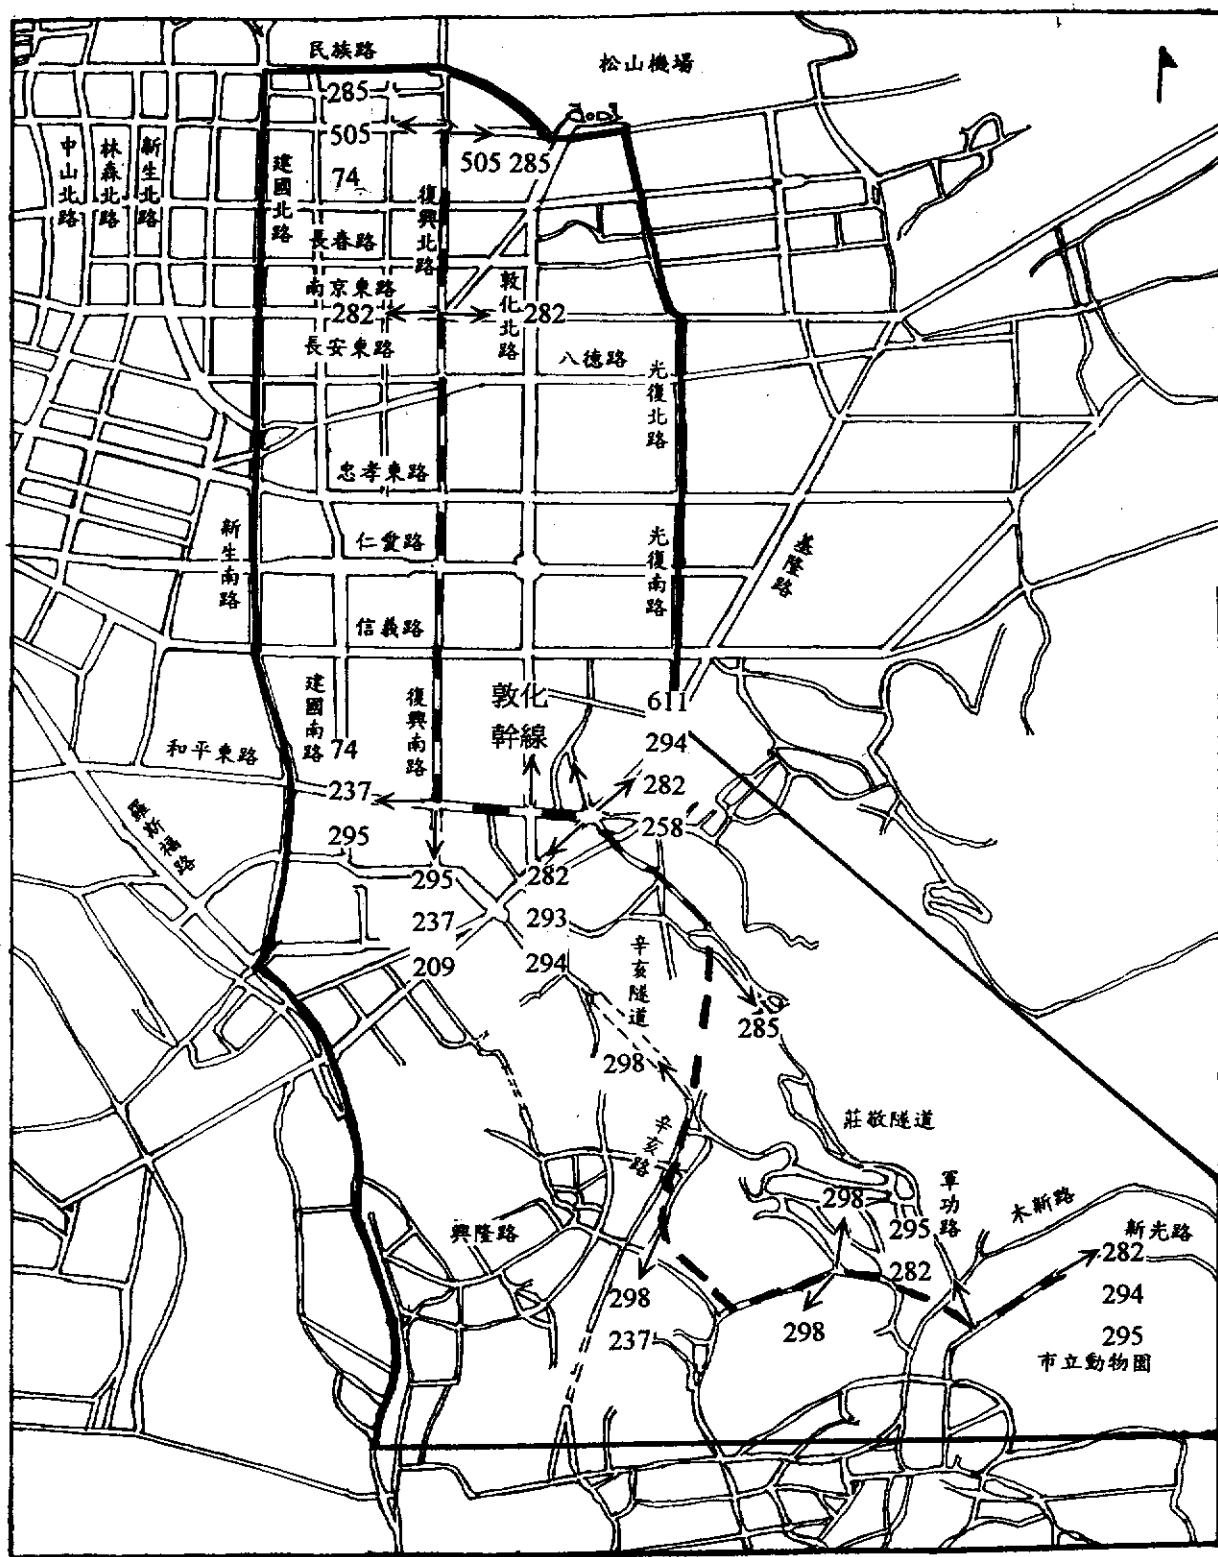 民族路
松山機場
285
505
505 285
74
中山北路
林森北路
新生北路
建國北路
復興北路
長春路
南京東路
敦化北路
282
282
長安東路
八德路
光復北路
忠孝東路
新生南路
仁愛路
光復南路
基隆路
信義路
建國南路
復興南路
敦化
幹線
611
和平東路
74
294
237
282
羅斯福路
295
258
295
282
237
293
209
294
辛亥隧道
285
298
莊敬隧道
辛亥路
軍功路
木新路
興隆路
298
295
新光路
282
282
298
294
237
298
295
市立動物園